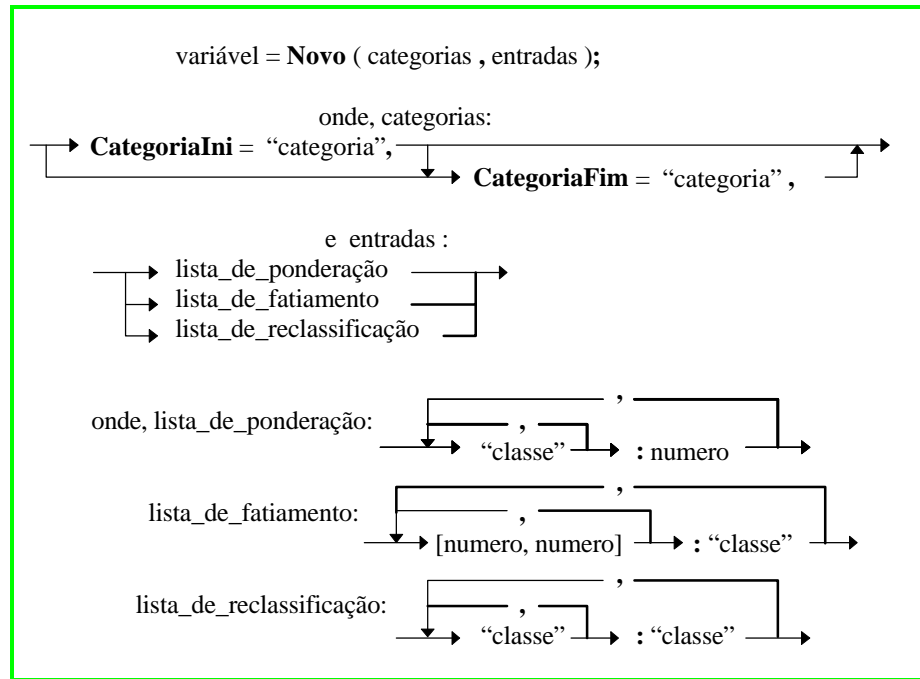 variável = Novo ( categorias , entradas );
onde, categorias:
CategoriaIni = “categoria”,
CategoriaFim = “categoria” ,
e entradas :
lista_de_ponderação
lista_de_fatiamento
lista_de_reclassificação
,
onde, lista_de_ponderação:
,
“classe” : numero
,
lista_de_fatiamento:
,
[numero, numero] : “classe”
,
lista_de_reclassificação:
,
“classe” : “classe”